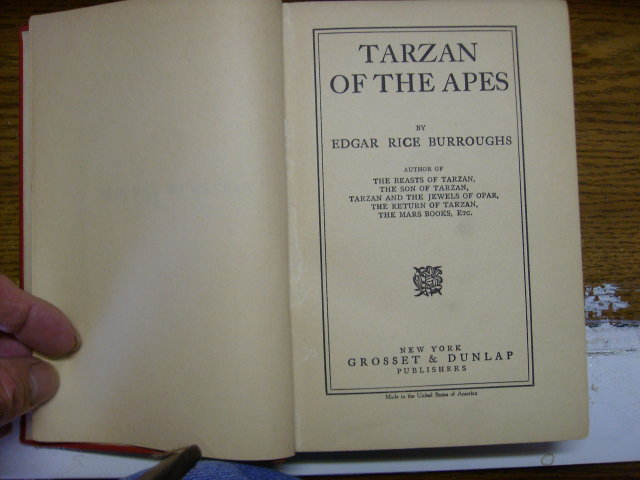 TARZAN
OF THE APES
BY
EDGAR RICE BURROUGHS
AUTHOR OF
THE BEASTS OF TARZAN,
THE SON OF TARZAN,
TARZAN AND THE JEWELS OF OPAR,
THE RETURN OF TARZAN,
THE MARS BOOKS, ETC.
NEW YORK
GROSSET & DUNLAP
PUBLISHERS
Made in the United States of America